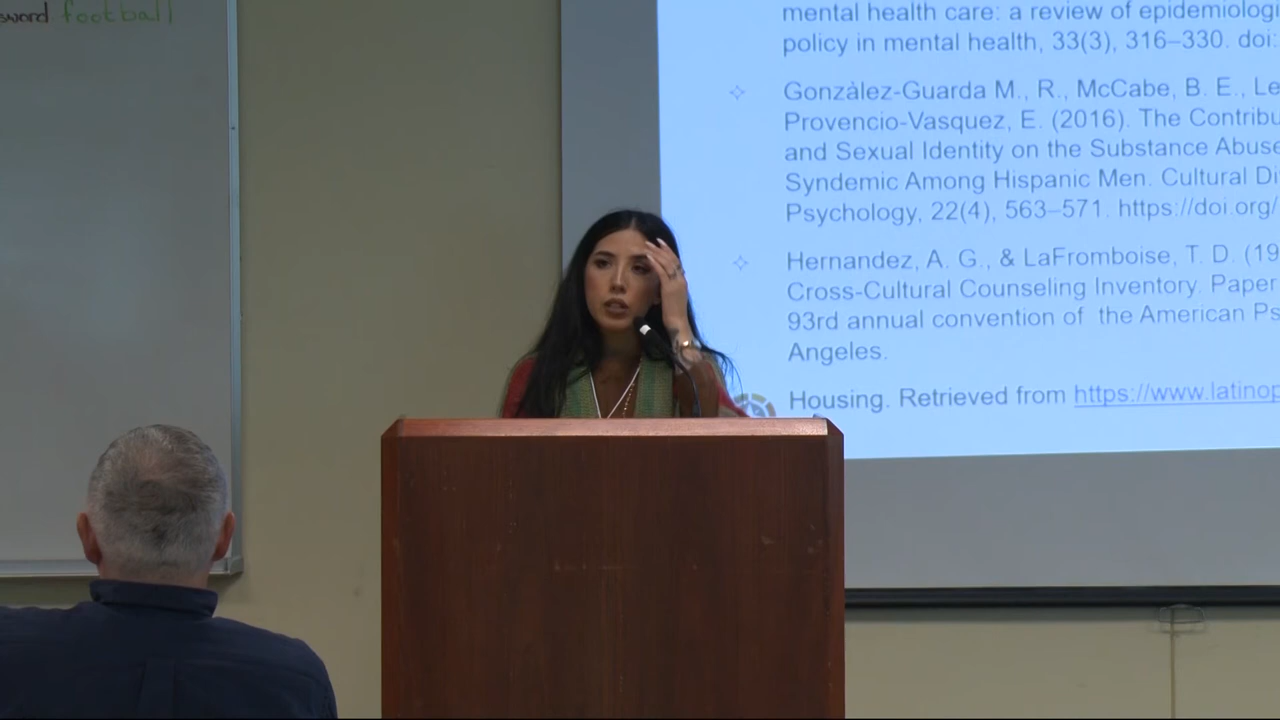 sword football
mental health care: a review of epidemiologi
policy in mental health, 33(3), 316–330. doi:
Gonzàlez-Guarda M., R., McCabe, B. E., Le
Provencio-Vasquez, E. (2016). The Contribu
and Sexual Identity on the Substance Abuse
Syndemic Among Hispanic Men. Cultural Di
Psychology, 22(4), 563–571. https://doi.org/
Hernandez, A. G., & LaFromboise, T. D. (19
Cross-Cultural Counseling Inventory. Paper
93rd annual convention of the American Ps
Angeles.
Housing. Retrieved from https://www.latinop